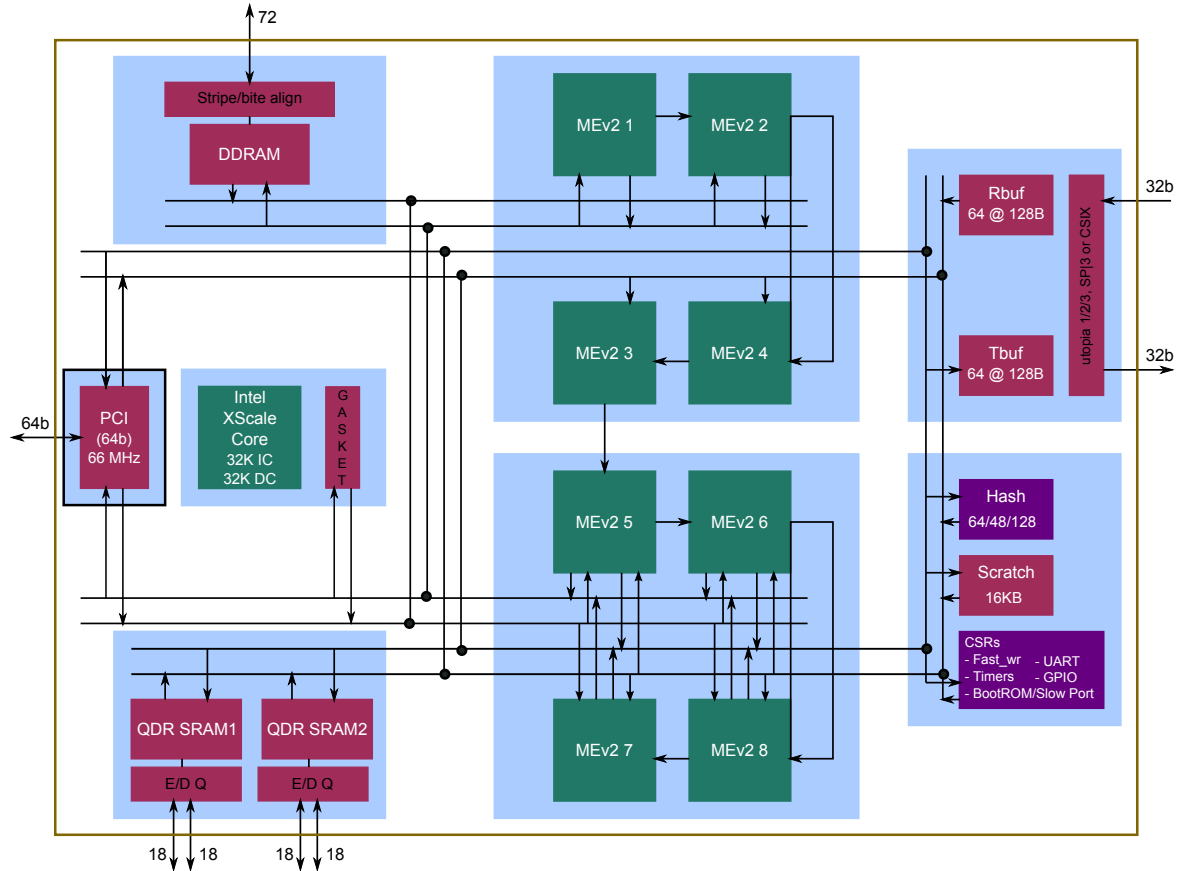 72
Stripe/bite align
DDRAM
MEv2 1
MEv2 2
Rbuf
64 @ 128B
utopia 1/2/3, SP|3 or CSIX
32b
MEv2 3
MEv2 4
Tbuf
64 @ 128B
32b
64b
PCI
(64b)
66 MHz
Intel
XScale
Core
32K IC
32K DC
G
A
S
K
E
T
MEv2 5
MEv2 6
Hash
64/48/128
Scratch
16KB
CSRs
- Fast_wr
- UART
- Timers
- GPIO
- BootROM/Slow Port
QDR SRAM1
QDR SRAM2
MEv2 7
MEv2 8
E/D Q
E/D Q
18
18
18
18